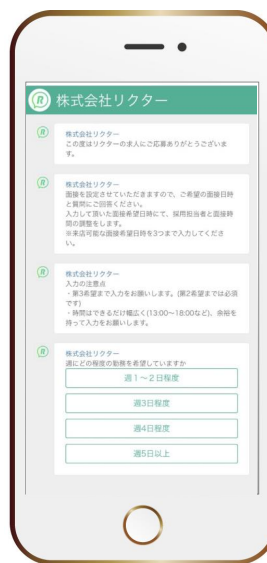 R 株式会社リクター
R 株式会社リクター
この度はリクターの求人にご応募ありがとうございま
す。
R 株式会社リクター
面接を設定させていただきますので、ご希望の面接日時
と質問にご回答ください。
入力して頂いた面接希望日時にて、採用担当者と面接時
間の調整をします。
※来店可能な面接希望日時を3つまで入力してくださ
い。
R 株式会社リクター
入力の注意点
・第3希望まで入力をお願いします。(第2希望までは必須
です)
・時間はできるだけ幅広く(13:00〜18:00など)、余裕を
持って入力をお願いします。
R 株式会社リクター
週にどの程度の勤務を希望していますか
週1〜2日程度
週3日程度
週4日程度
週5日以上